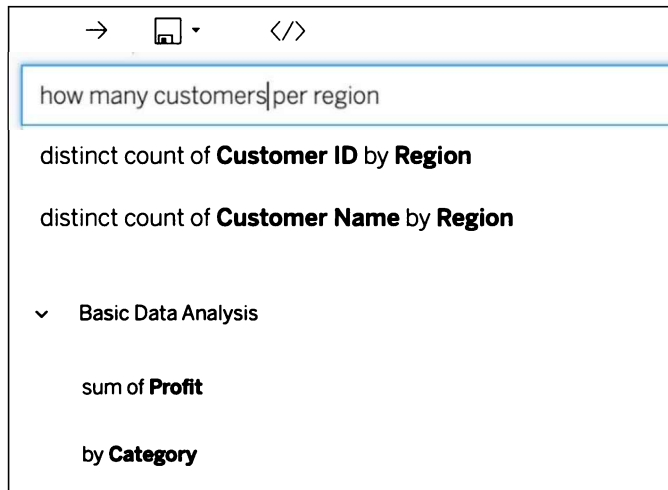 how many customers per region
distinct count of Customer ID by Region
distinct count of Customer Name by Region
Basic Data Analysis
sum of Profit
by Category